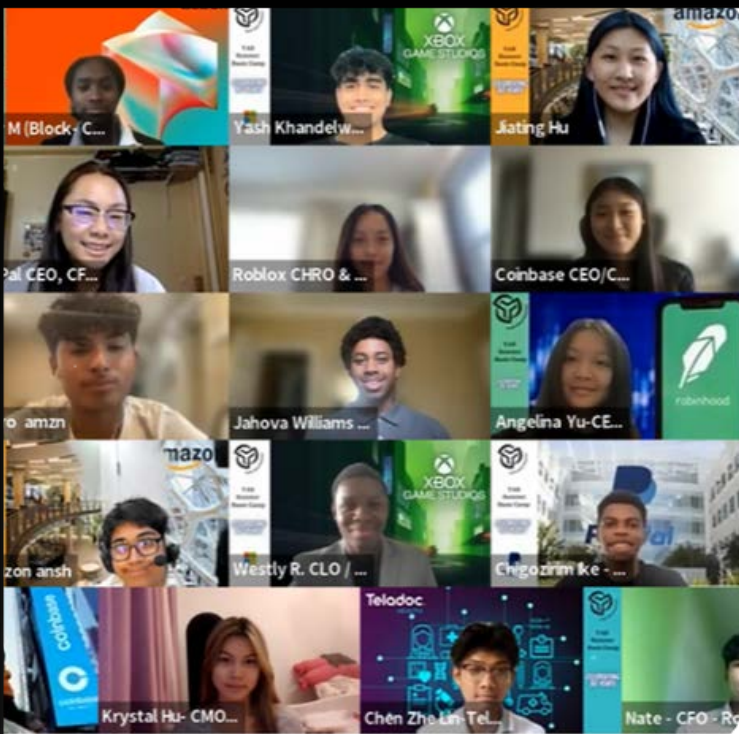 M (Block- C...
XBOX
GAME STUDIOS
Yash Khandelw...
amazo
Jiating Hu
Pal CEO, CF...
Roblox CHRO & ...
Coinbase CEO/C...
o amzn
Jahova Williams ...
robinhood
Angelina Yu-CE...
mazo
zon ansh
XBOX
GAME STUDIOS
Westly R. CLO / ...
Chigozirim Ike - ...
coinbase
Krystal Hu- CMO...
Teladoc
Chen Zhe Lin-Tel...
Nate - CFO - Ro